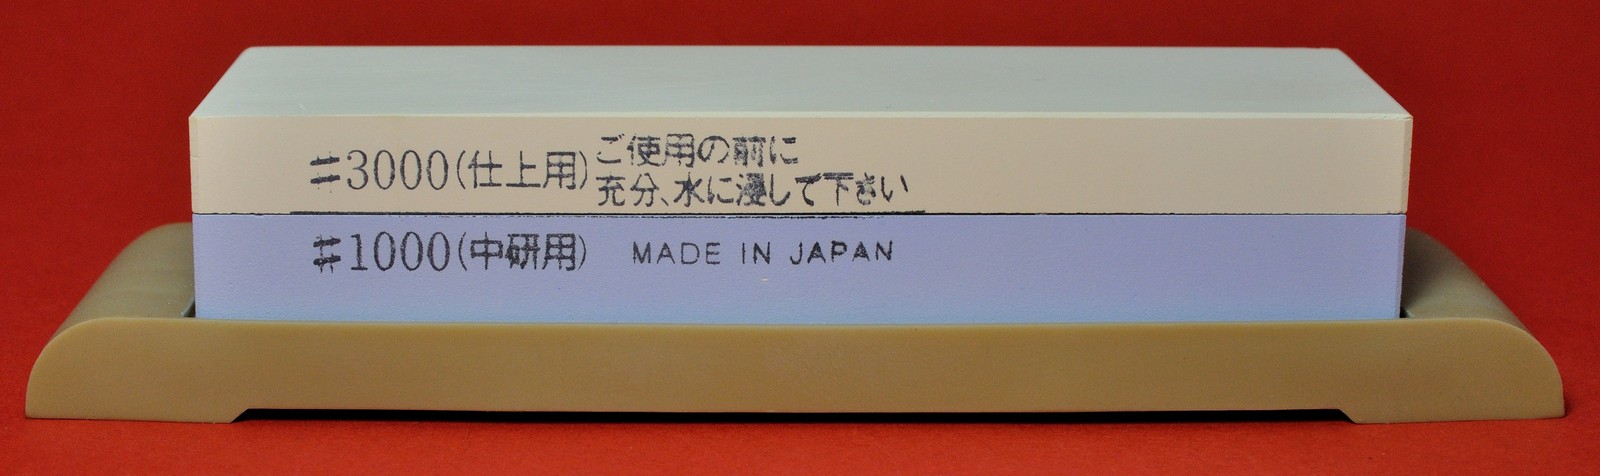 #3000(仕上用)
ご使用の前に
充分、水に浸して下さい
#1000(中研用) MADE IN JAPAN